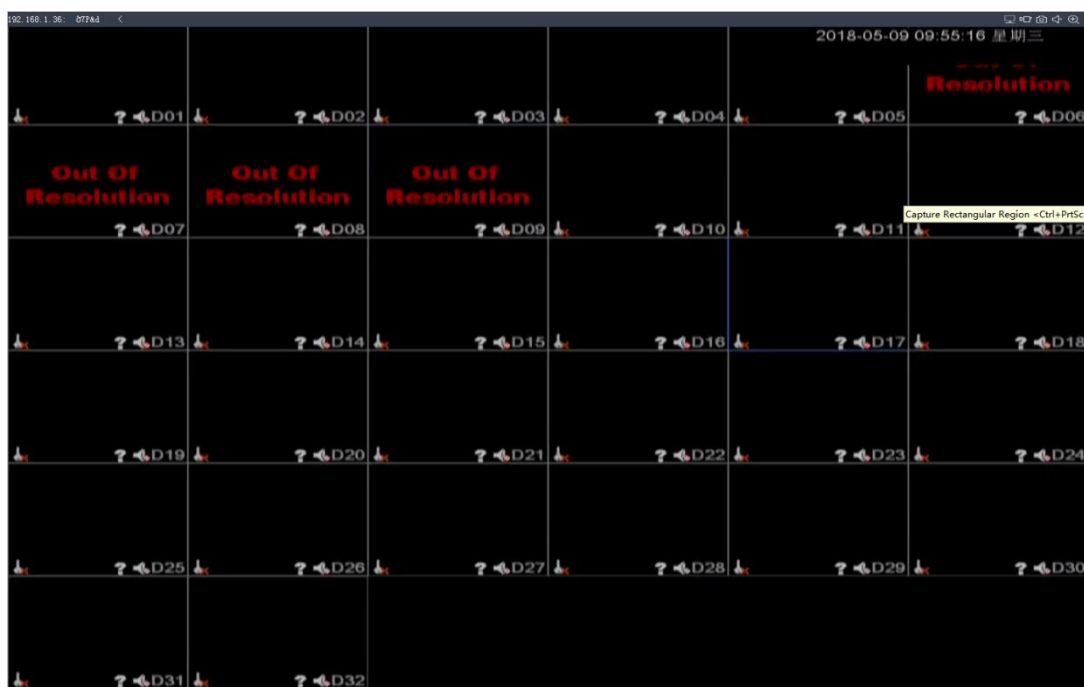 192.168.1.36:
2018-05-09 09:55:16 星期三
Resolution
? D01 ? D02 ? D03 ? D04 ? D05 ? D06
Out Of Out Of Out Of
Resolution Resolution Resolution
Capture Rectangular Region <Ctrl+PrtSc
? D07 ? D08 ? D09 ? D10 ? D11 ? D12
? D13 ? D14 ? D15 ? D16 ? D17 ? D18
? D19 ? D20 ? D21 ? D22 ? D23 ? D24
? D25 ? D26 ? D27 ? D28 ? D29 ? D30
? D31 ? D32